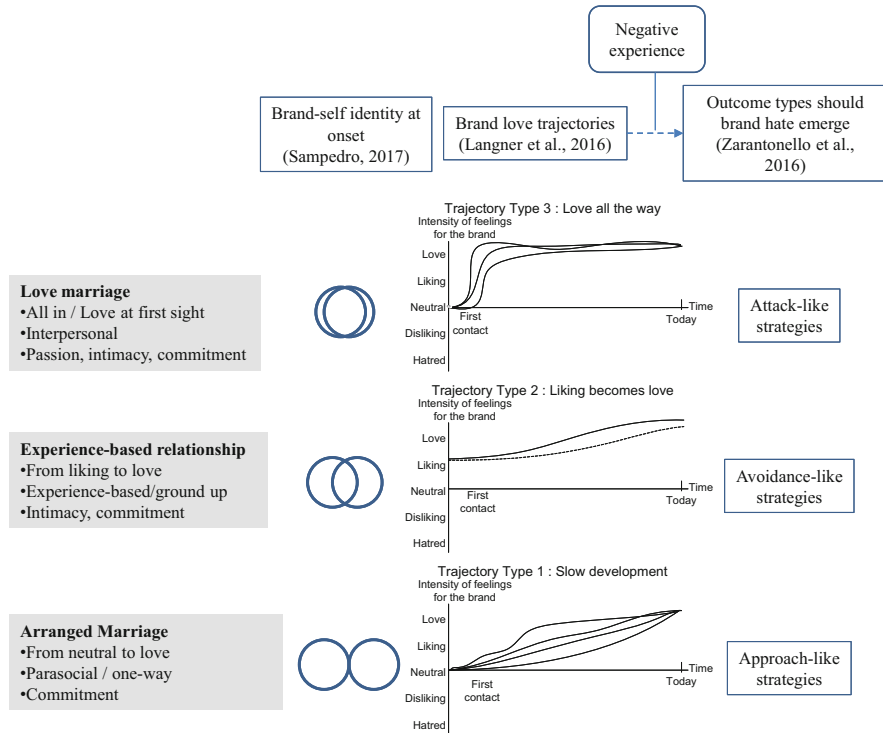 Negative
experience
Brand-self identity at
onset
(Sampedro, 2017)
Brand love trajectories
(Langner et al., 2016)
Outcome types should
brand hate emerge
(Zarantonello et al.,
2016)
Love marriage
•All in / Love at first sight
•Interpersonal
•Passion, intimacy, commitment
Trajectory Type 3 : Love all the way
Intensity of feelings
for the brand
Love
Liking
Neutral
Disliking
Hatred
First
contact
Time
Today
Attack-like
strategies
Experience-based relationship
•From liking to love
•Experience-based/ground up
•Intimacy, commitment
Trajectory Type 2 : Liking becomes love
Intensity of feelings
for the brand
Love
Liking
Neutral
Disliking
Hatred
First
contact
Time
Today
Avoidance-like
strategies
Arranged Marriage
•From neutral to love
•Parasocial / one-way
•Commitment
Trajectory Type 1 : Slow development
Intensity of feelings
for the brand
Love
Liking
Neutral
Disliking
Hatred
First
contact
Time
Today
Approach-like
strategies